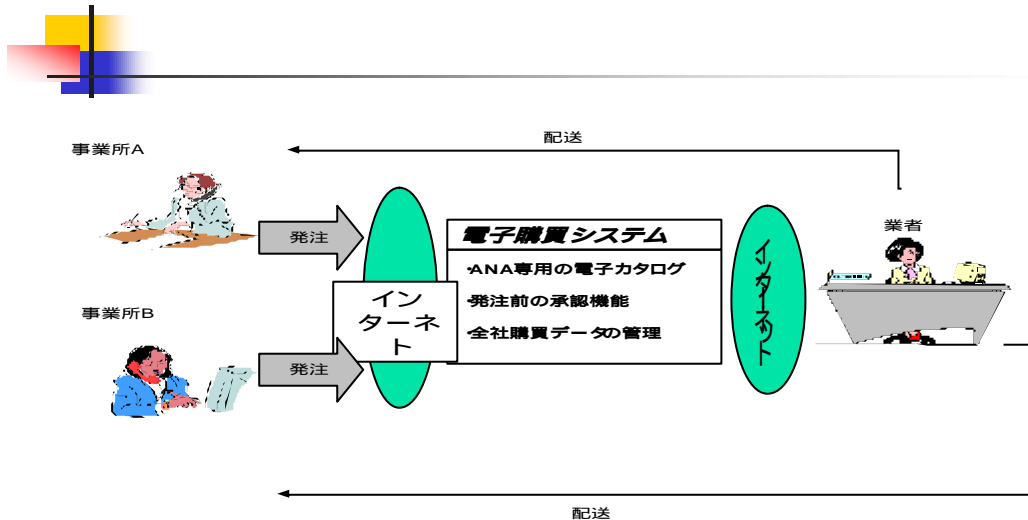 配送
事業所A
業者
発注
電子購買システム
・ANA専用の電子カタログ
・発注前の承認機能
・全社購買データの管理
イン
ターネ
ト
インターネット
事業所B
発注
配送